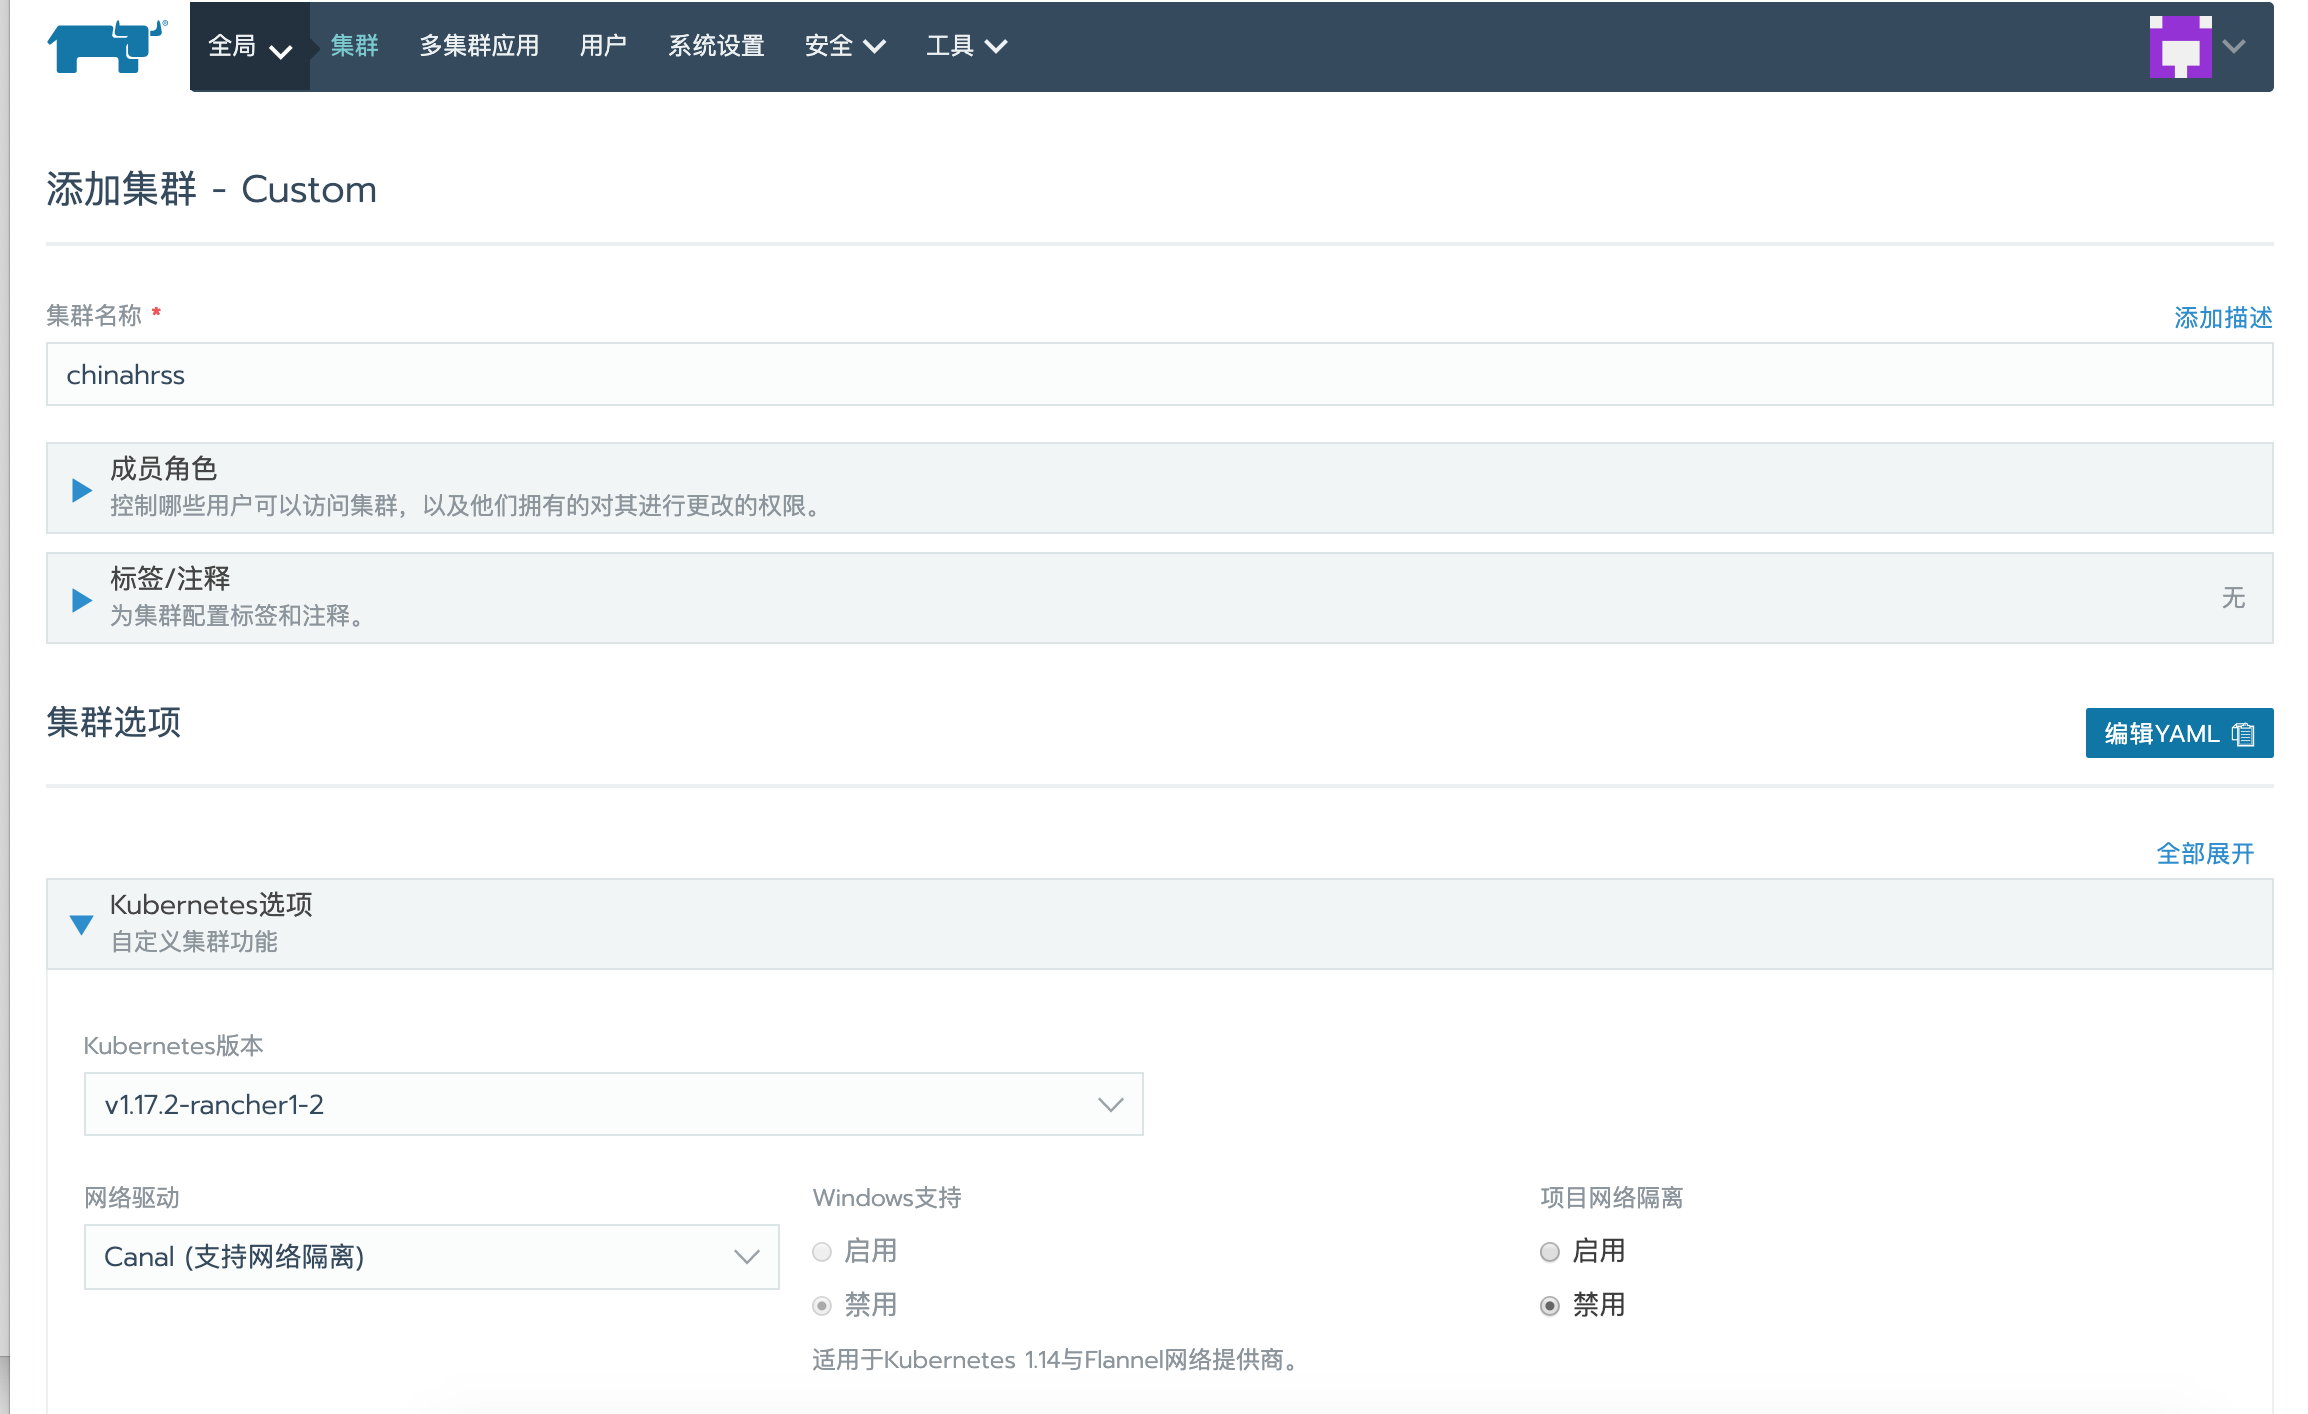 全局 集群 多集群应用 用户 系统设置 安全 工具
添加集群 - Custom
集群名称 * 添加描述
chinahrss
成员角色
控制哪些用户可以访问集群，以及他们拥有的对其进行更改的权限。
标签/注释
为集群配置标签和注释。
无
集群选项
编辑YAML
全部展开
Kubernetes选项
自定义集群功能
Kubernetes版本
v1.17.2-rancher1-2
网络驱动 Windows支持 项目网络隔离
Canal (支持网络隔离) 启用 启用
禁用 禁用
适用于Kubernetes 1.14与Flannel网络提供商。